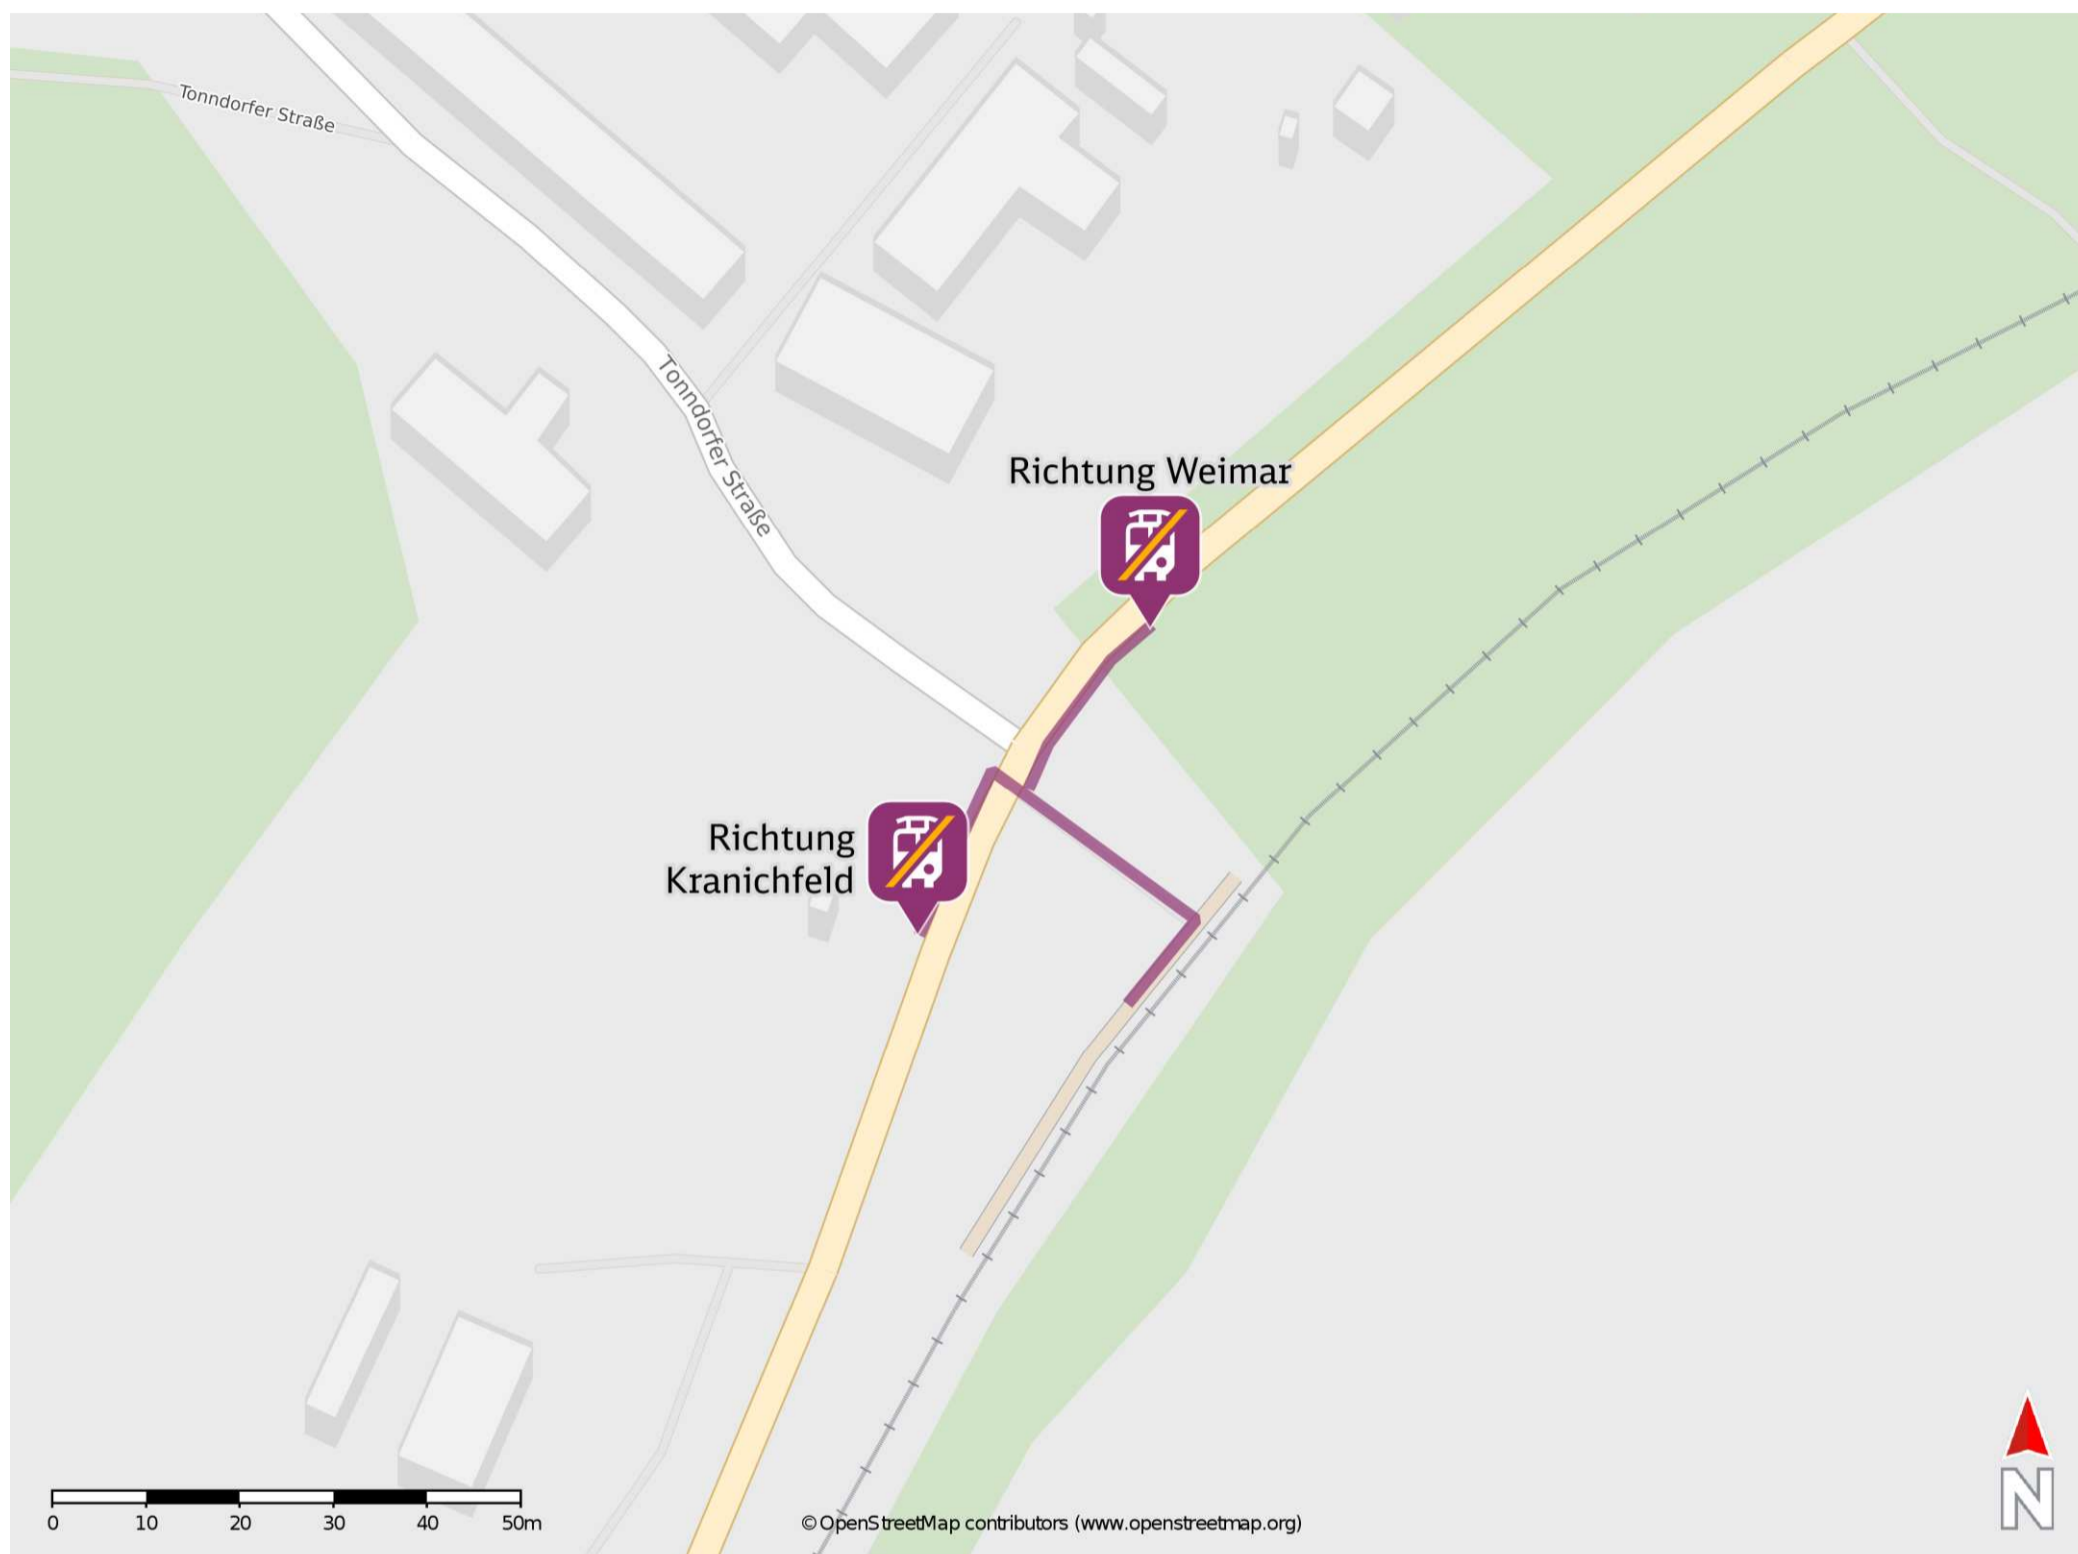 Tonndorfer Straße
Tonndorfer Straße
Richtung Weimar
Richtung
Kranichfeld
0 10 20 30 40 50m
©OpenStreetMap contributors (www.openstreetmap.org)
N